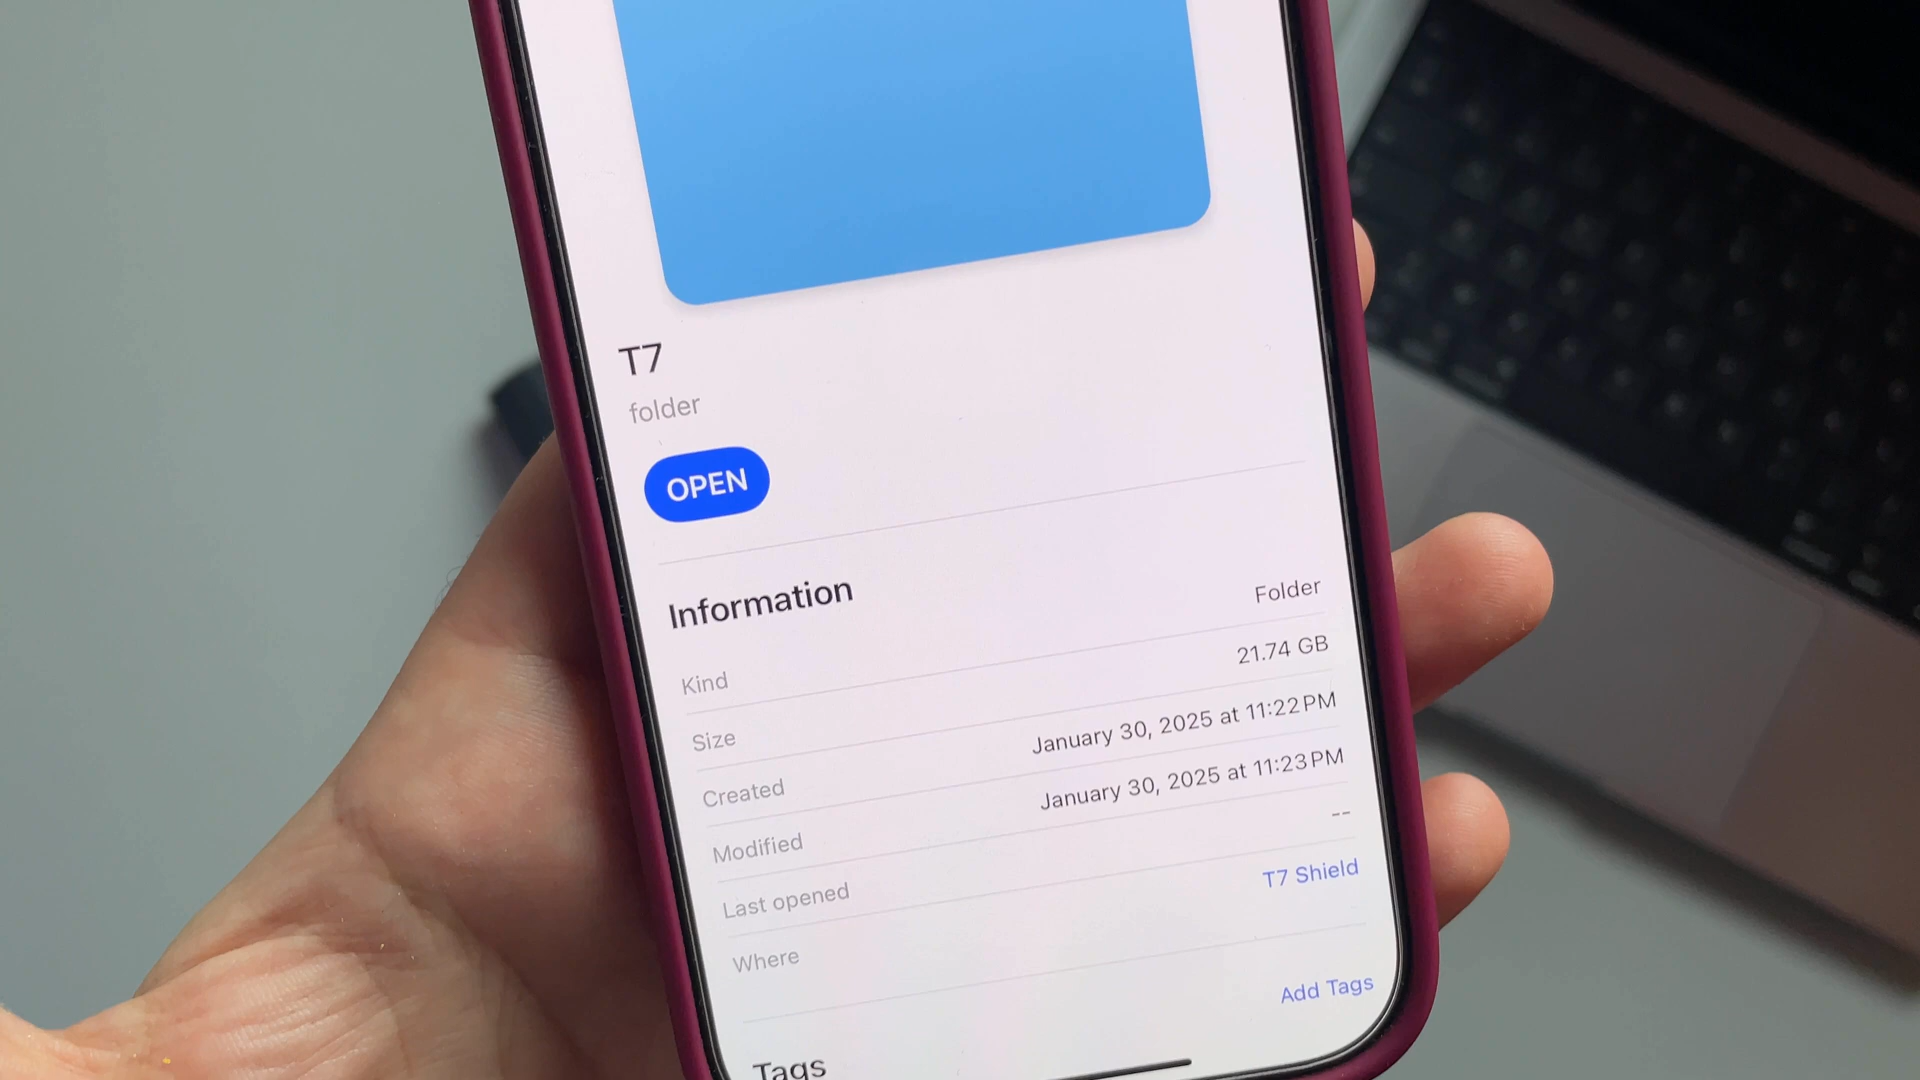 T7
folder
OPEN
Information
Kind Folder
Size 21.74 GB
Created January 30, 2025 at 11:22 PM
Modified January 30, 2025 at 11:23 PM
Last opened --
Where T7 Shield
Tags Add Tags